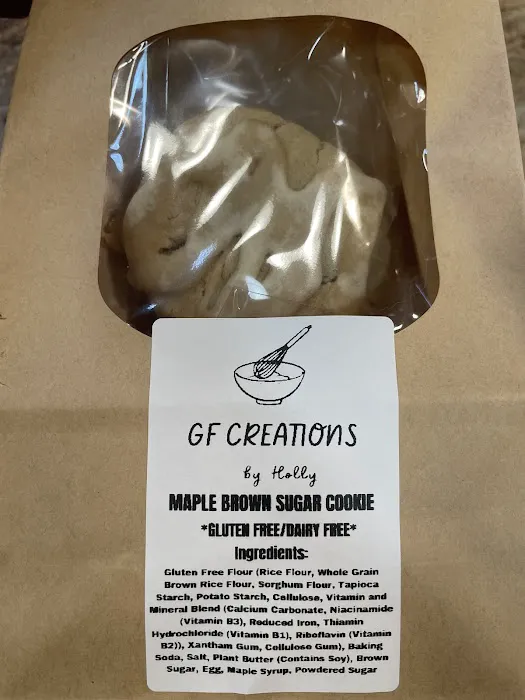 GF CREATIONS
by Holly
MAPLE BROWN SUGAR COOKIE
*GLUTEN FREE/DAIRY FREE*
Ingredients:
Gluten Free Flour (Rice Flour, Whole Grain
Brown Rice Flour, Sorghum Flour, Tapioca
Starch, Potato Starch, Cellulose, Vitamin and
Mineral Blend (Calcium Carbonate, Niacinamide
(Vitamin B3), Reduced Iron, Thiamin
Hydrochloride (Vitamin B1), Riboflavin (Vitamin
B2)), Xantham Gum, Cellulose Gum), Baking
Soda, Salt, Plant Butter (Contains Soy), Brown
Sugar, Egg, Maple Syrup, Powdered Sugar